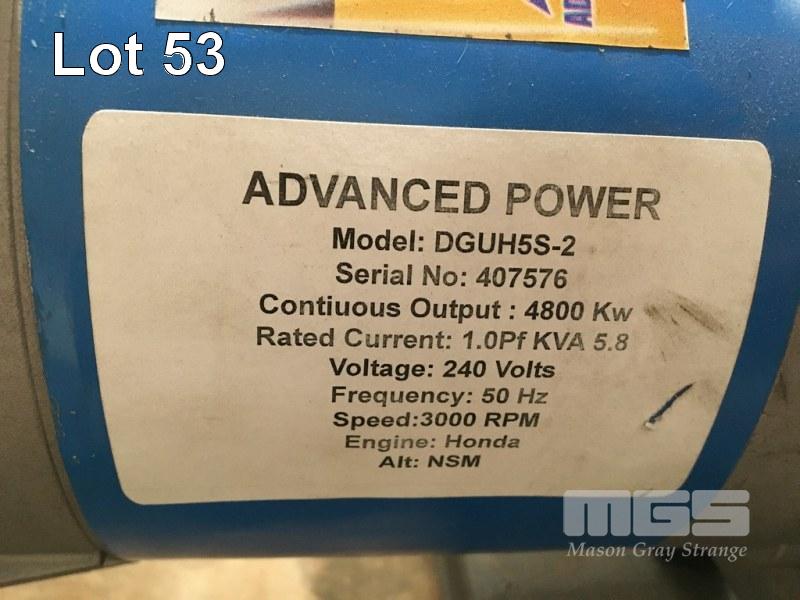 Lot 53
ADVANCED POWER
Model: DGUH5S-2
Serial No: 407576
Contiuous Output : 4800 Kw
Rated Current: 1.0Pf KVA 5.8
Voltage: 240 Volts
Frequency: 50 Hz
Speed:3000 RPM
Engine: Honda
Alt: NSM
MGS
Mason Gray Strange